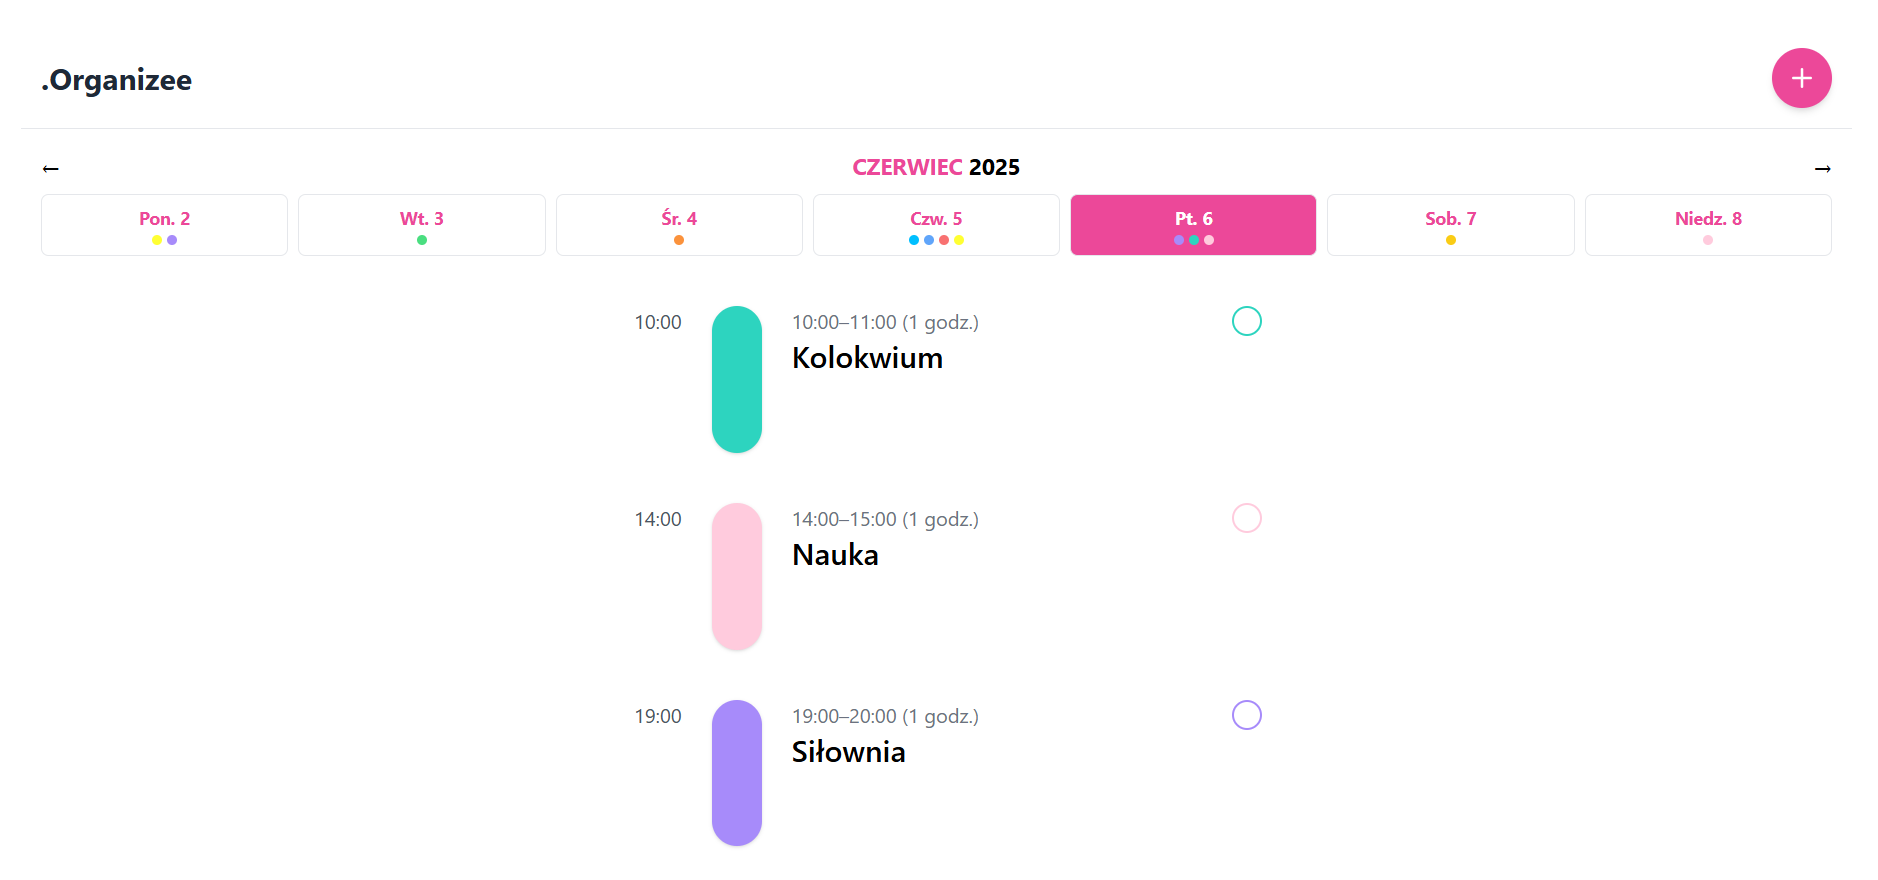 .Organizee
+
← CZERWIEC 2025 →
Pon. 2 Wt. 3 Śr. 4 Czw. 5 Pt. 6 Sob. 7 Niedz. 8
10:00 10:00–11:00 (1 godz.)
Kolokwium
14:00 14:00–15:00 (1 godz.)
Nauka
19:00 19:00–20:00 (1 godz.)
Siłownia